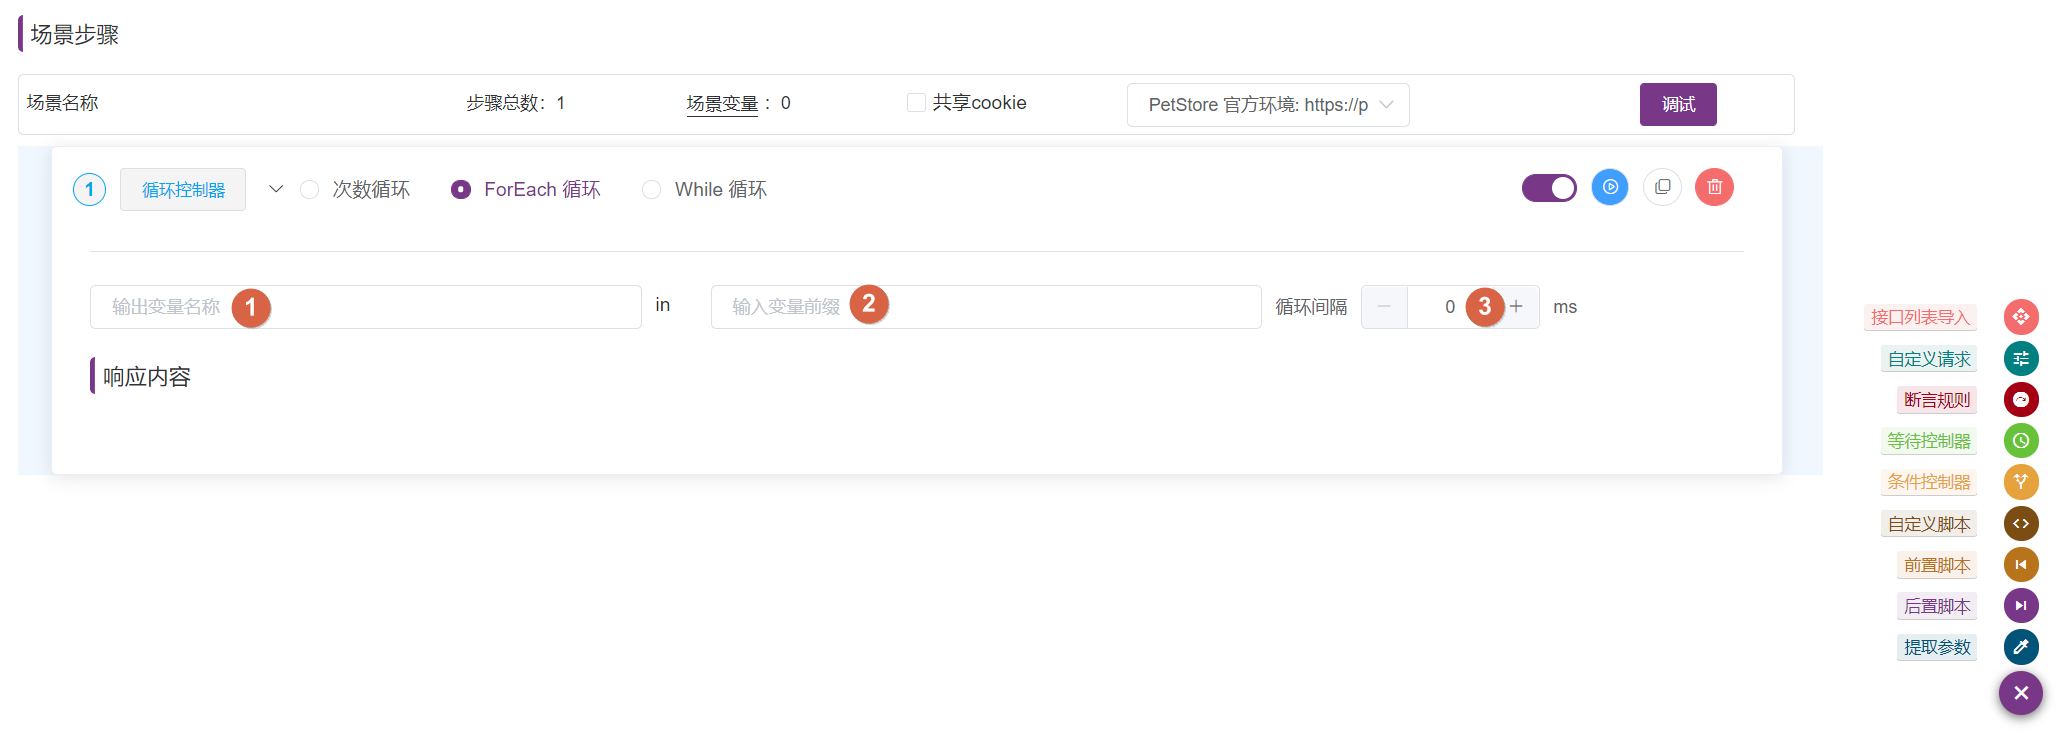 场景步骤
场景名称 步骤总数：1 场景变量：0 共享cookie PetStore 官方环境: https://p 调试
1 循环控制器 次数循环 ForEach 循环 While 循环
输出变量名称 1 in 输入变量前缀 2 循环间隔 0 3 ms
响应内容
接口列表导入
自定义请求
断言规则
等待控制器
条件控制器
自定义脚本
前置脚本
后置脚本
提取参数